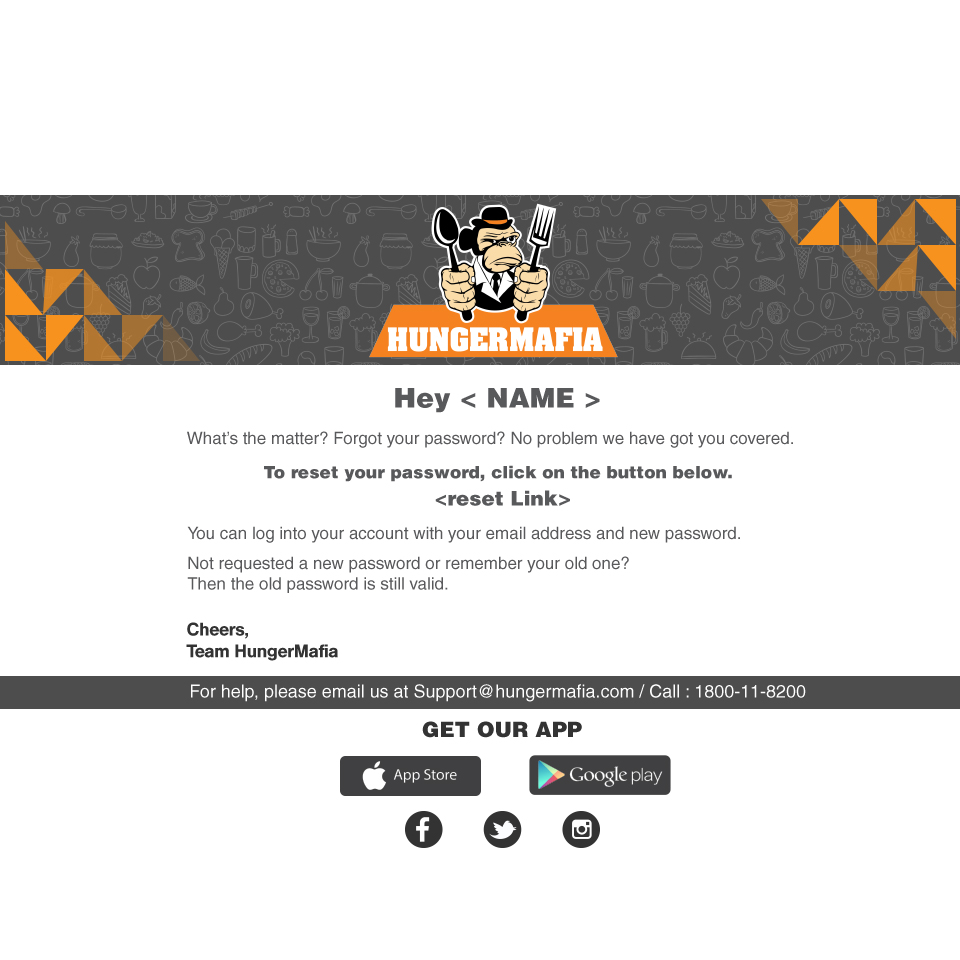 HUNGERMAFIA
Hey < NAME >
What's the matter? Forgot your password? No problem we have got you covered.
To reset your password, click on the button below.
<reset Link>
You can log into your account with your email address and new password.
Not requested a new password or remember your old one?
Then the old password is still valid.
Cheers,
Team HungerMafia
For help, please email us at Support@hungermafia.com / Call : 1800-11-8200
GET OUR APP
App Store
Google play